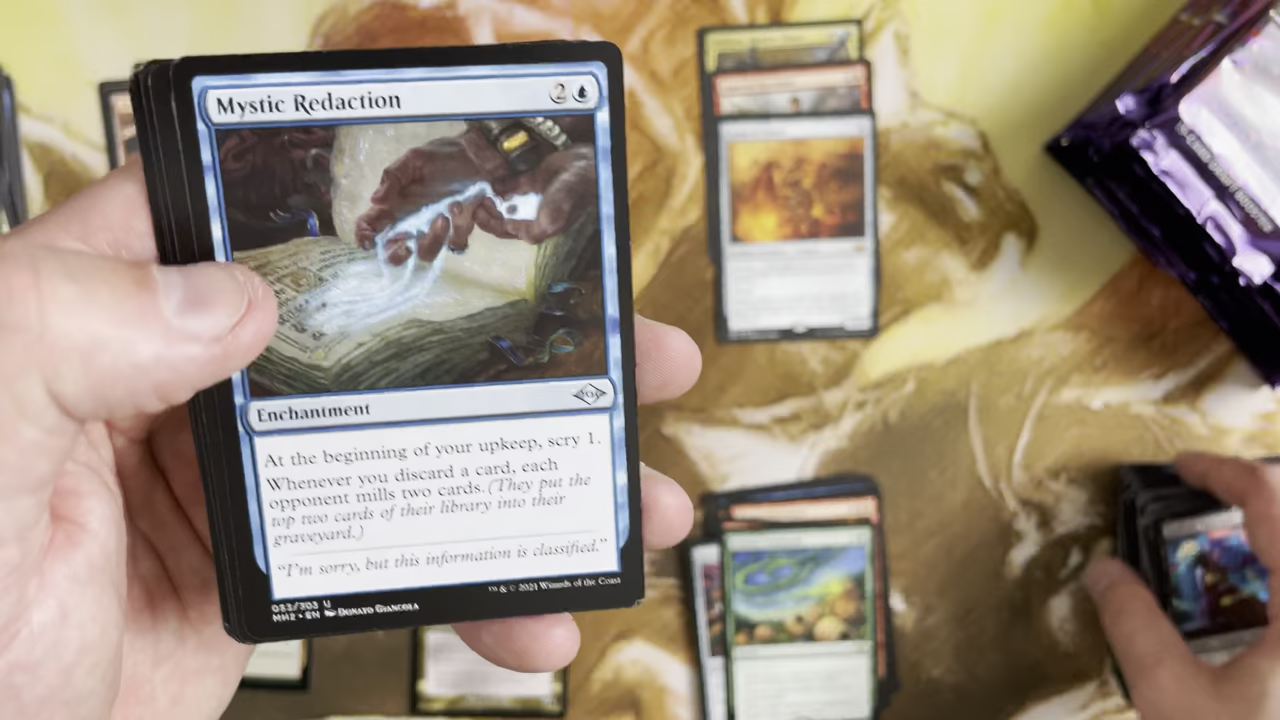 Mystic Redaction
2
Enchantment
At the beginning of your upkeep, scry 1.
Whenever you discard a card, each
opponent mills two cards. (They put the
top two cards of their library into their
graveyard.)
"I'm sorry, but this information is classified."
053/303 U
MH2 • EN Donato Giancola
™ & © 2021 Wizards of the Coast